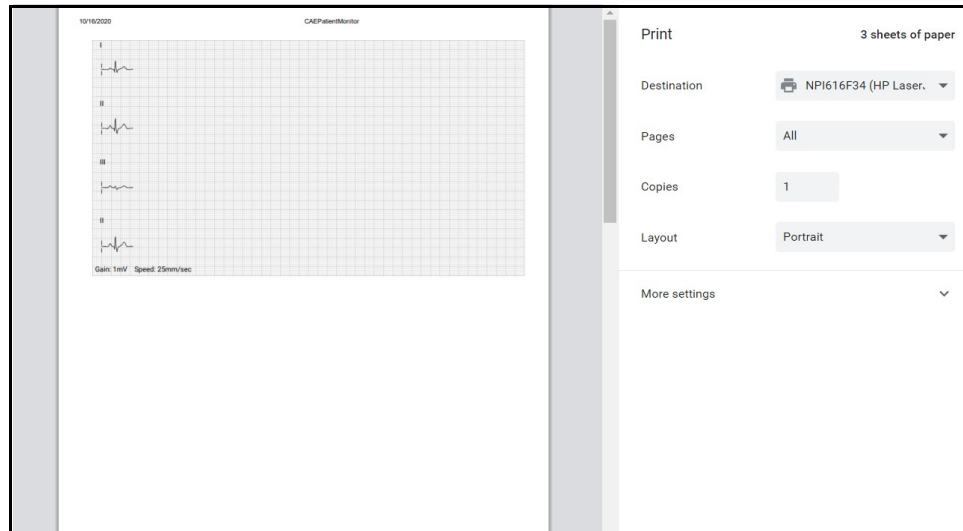 10/16/2020 CAEPatientMonitor
I
II
III
II
Gain: 1mV Speed: 25mm/sec
Print 3 sheets of paper
Destination NPI616F34 (HP LaserJ
Pages All
Copies 1
Layout Portrait
More settings